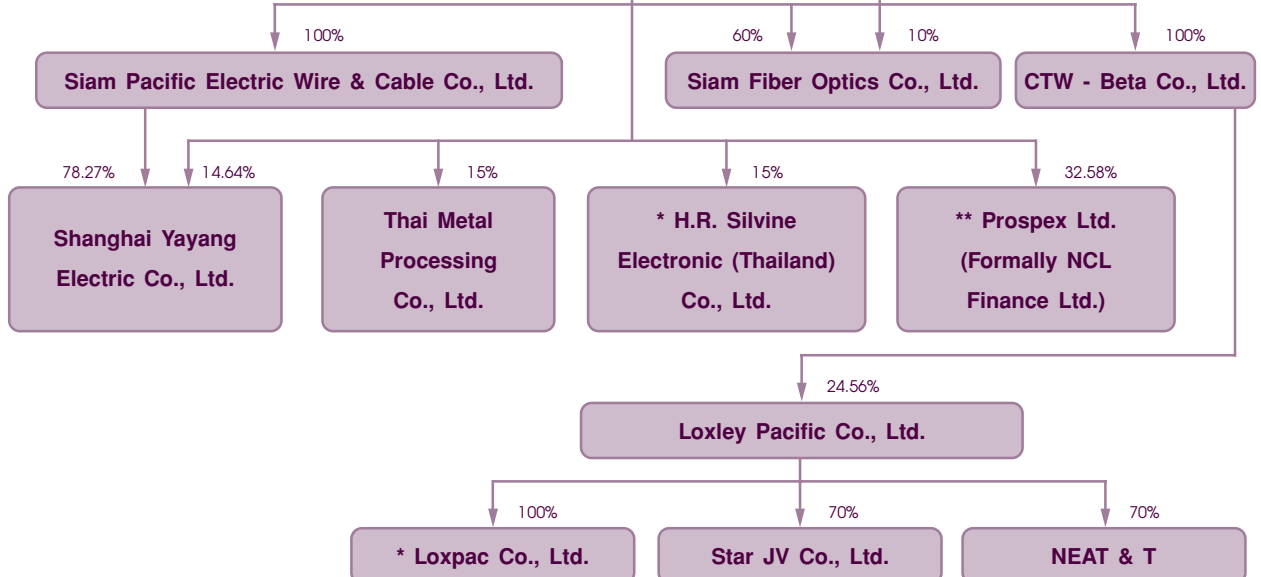 100%
60%
10%
100%
Siam Pacific Electric Wire & Cable Co., Ltd.
Siam Fiber Optics Co., Ltd.
CTW - Beta Co., Ltd.
78.27%
14.64%
15%
15%
32.58%
Shanghai Yayang
Electric Co., Ltd.
Thai Metal
Processing
Co., Ltd.
* H.R. Silvine
Electronic (Thailand)
Co., Ltd.
** Prospex Ltd.
(Formally NCL
Finance Ltd.)
24.56%
Loxley Pacific Co., Ltd.
100%
70%
70%
* Loxpac Co., Ltd.
Star JV Co., Ltd.
NEAT & T